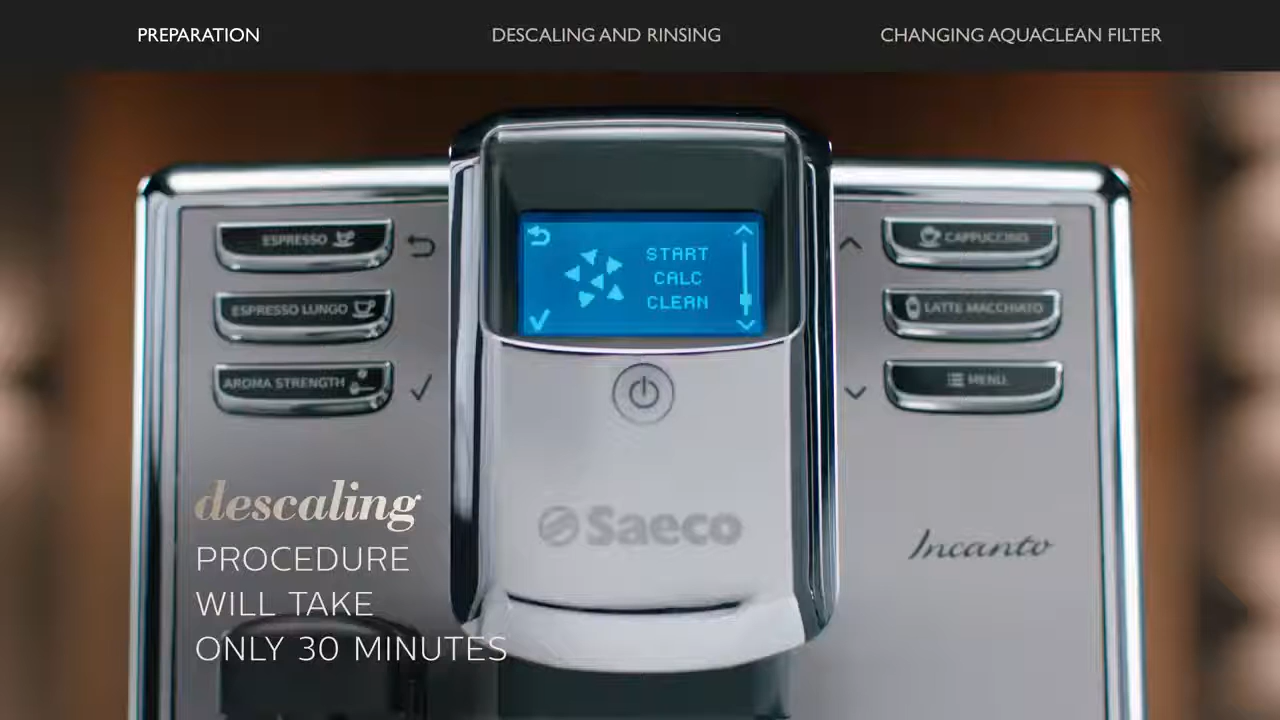 PREPARATION
DESCALING AND RINSING
CHANGING AQUACLEAN FILTER
ESPRESSO
CAPPUCCINO
START
CALC
CLEAN
ESPRESSO LUNGO
LATTE MACCHIATO
AROMA STRENGTH
MENU
Saeco
Incanto
descaling
PROCEDURE
WILL TAKE
ONLY 30 MINUTES